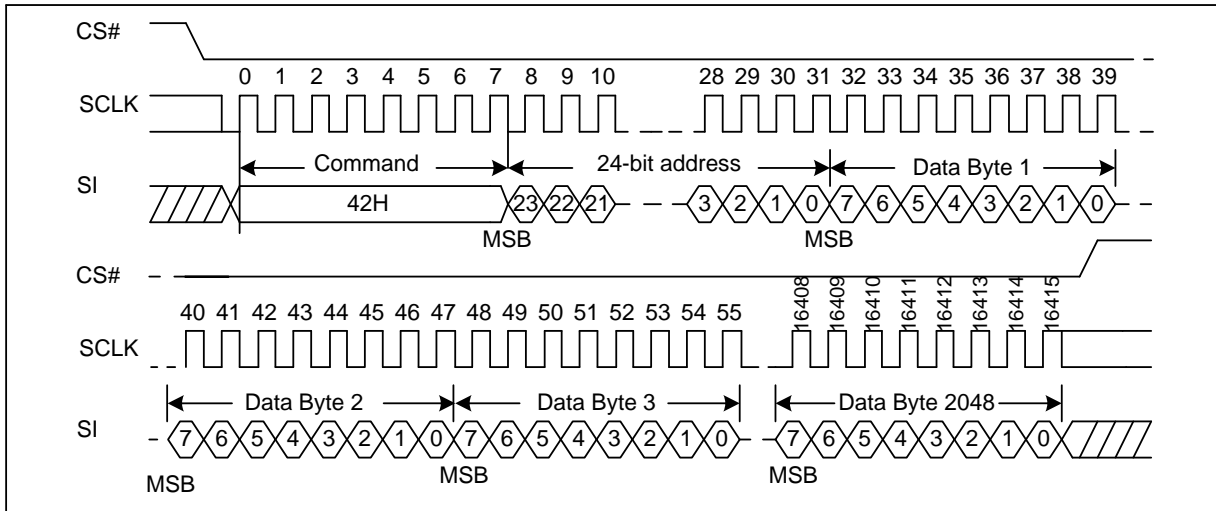 CS#
0 1 2 3 4 5 6 7 8 9 10 28 29 30 31 32 33 34 35 36 37 38 39
SCLK
Command 24-bit address Data Byte 1
SI
42H 23 22 21 3 2 1 0 7 6 5 4 3 2 1 0
MSB MSB
CS#
40 41 42 43 44 45 46 47 48 49 50 51 52 53 54 55 16408 16409 16410 16411 16412 16413 16414 16415
SCLK
Data Byte 2 Data Byte 3 Data Byte 2048
SI
7 6 5 4 3 2 1 0 7 6 5 4 3 2 1 0 7 6 5 4 3 2 1 0
MSB MSB MSB